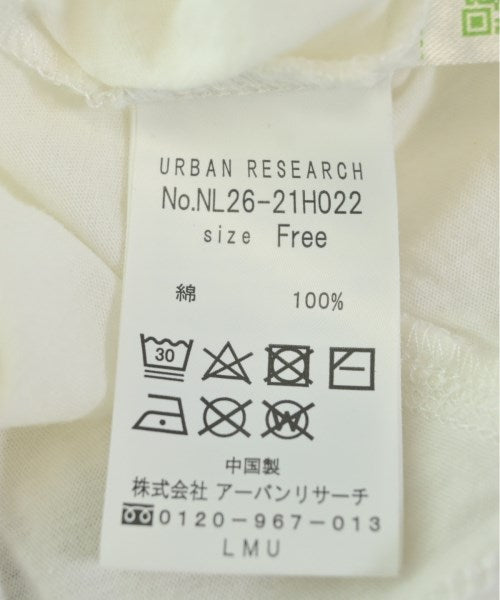 URBAN RESEARCH
No.NL26-21H022
size Free
綿 100%
30
W
中国製
株式会社 アーバンリサーチ
0120-967-013
LMU